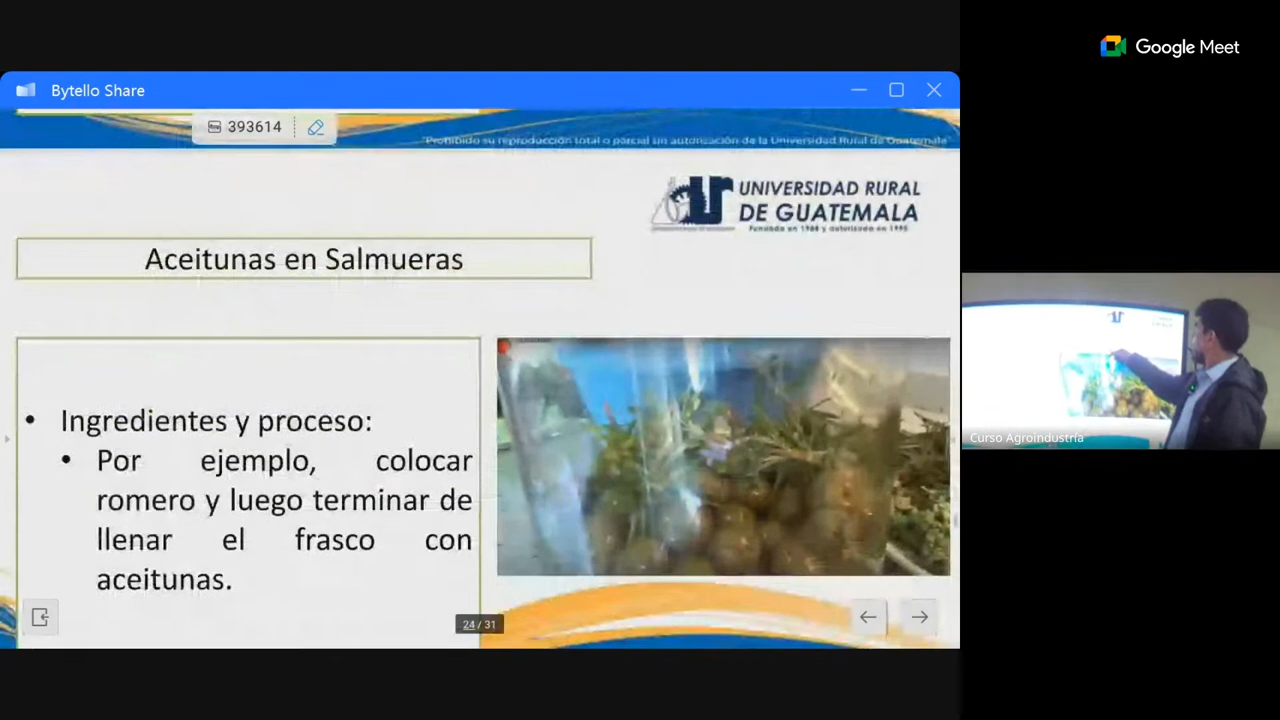 Google Meet
Bytello Share
393614
"Prohibido su reproducción total o parcial sin autorización de la Universidad Rural de Guatemala"
UNIVERSIDAD RURAL
DE GUATEMALA
Fundada en 1988 y autorizada en 1995
Aceitunas en Salmueras
• Ingredientes y proceso:
• Por ejemplo, colocar
romero y luego terminar de
llenar el frasco con
aceitunas.
24 / 31
Curso Agroindustria